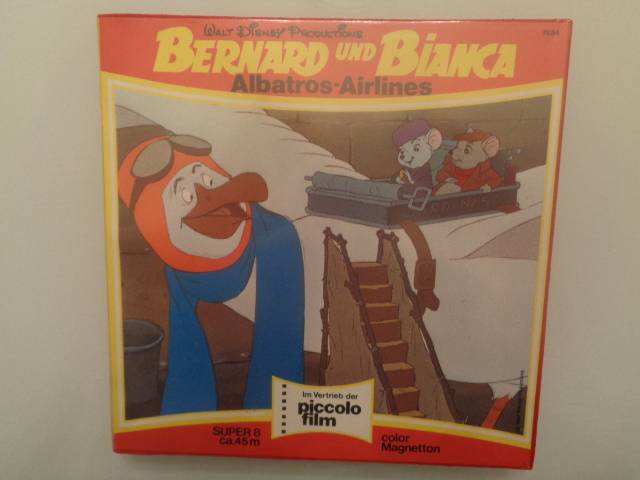 WALT DISNEY PRODUCTIONS
BERNARD UND BIANCA
Albatros-Airlines
Im Vertrieb der
piccolo
film
SUPER 8
ca.45 m
color
Magnetton